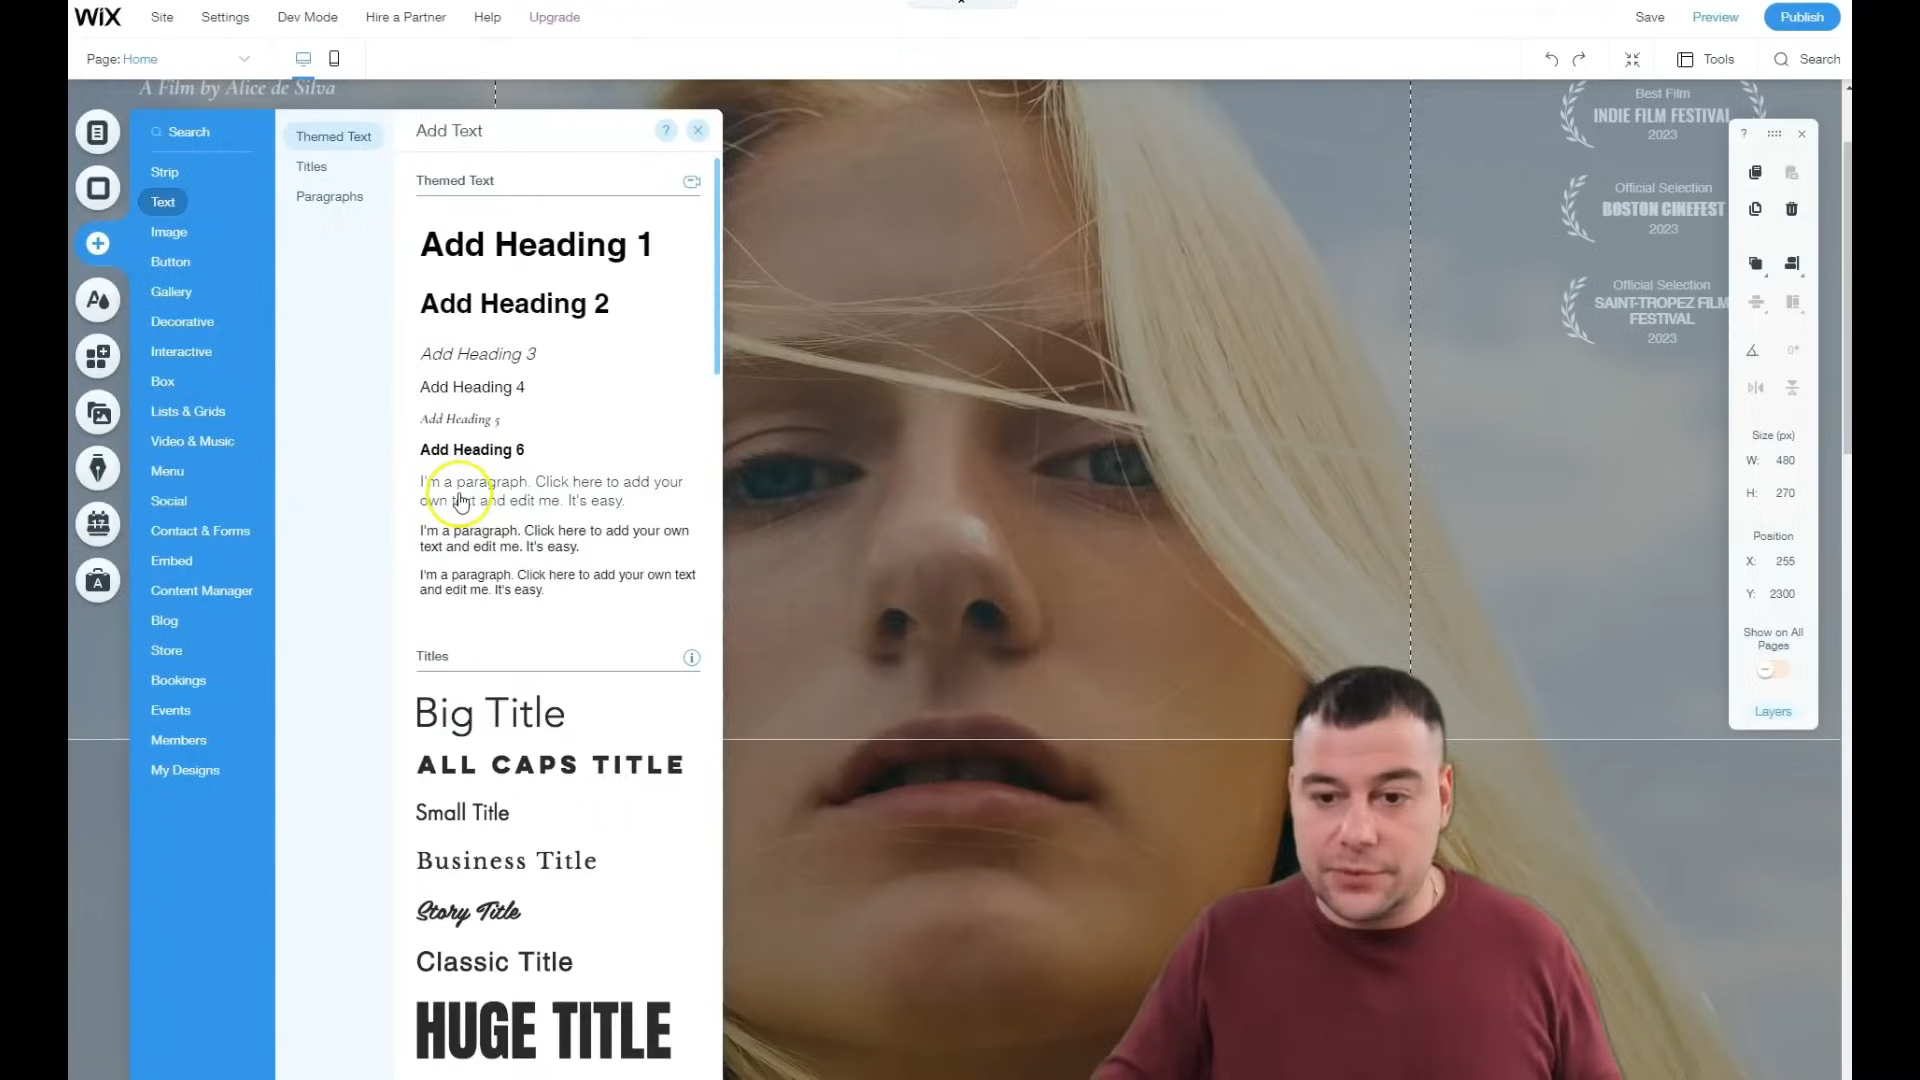 WiX
Site
Settings
Dev Mode
Hire a Partner
Help
Upgrade
Save
Preview
Publish
Page: Home
Tools
Search
A Film by Alice de Silva
Search
Strip
Text
Image
Button
Gallery
Decorative
Interactive
Box
Lists & Grids
Video & Music
Menu
Social
Contact & Forms
Embed
Content Manager
Blog
Store
Bookings
Events
Members
My Designs
Themed Text
Titles
Paragraphs
Add Text
?
Themed Text
Add Heading 1
Add Heading 2
Add Heading 3
Add Heading 4
Add Heading 5
Add Heading 6
I'm a paragraph. Click here to add your
own text and edit me. It's easy.
I'm a paragraph. Click here to add your own
text and edit me. It's easy.
I'm a paragraph. Click here to add your own text
and edit me. It's easy.
Titles
Big Title
ALL CAPS TITLE
Small Title
Business Title
Story Title
Classic Title
HUGE TITLE
Best Film
INDIE FILM FESTIVAL
2023
Official Selection
BOSTON CINEFEST
2023
Official Selection
SAINT-TROPEZ FILM
FESTIVAL
2023
?
0°
Size (px)
W: 480
H: 270
Position
X: 255
Y: 2300
Show on All
Pages
Layers
17
A